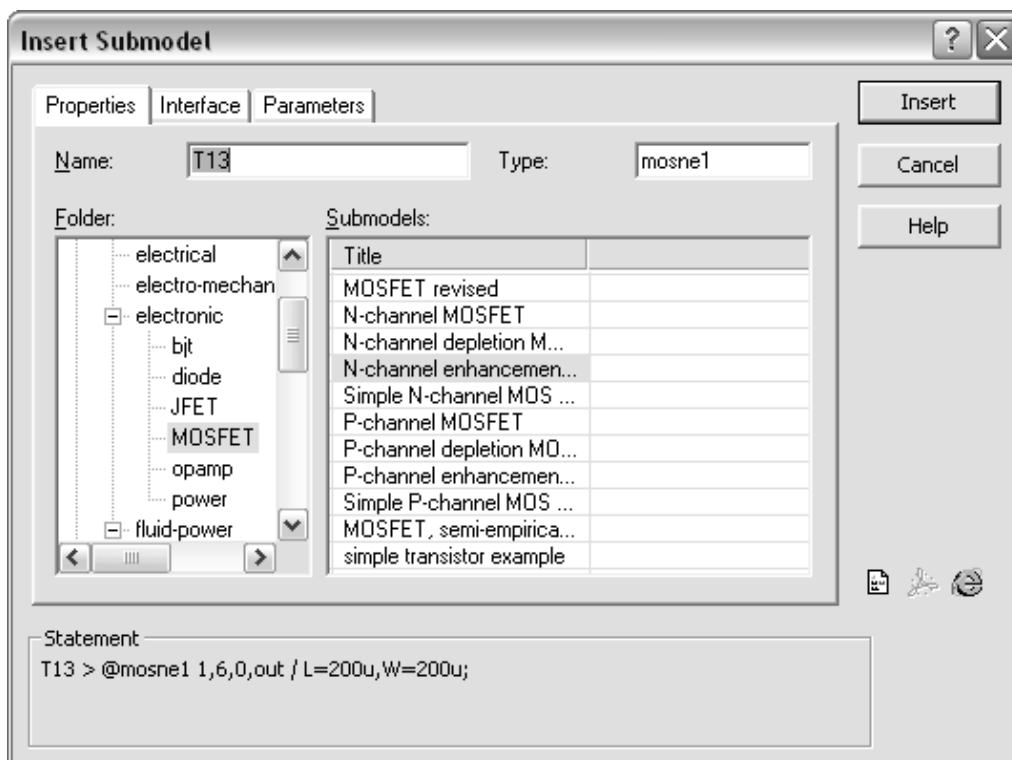 Insert Submodel
?
Properties Interface Parameters
Insert
Name: T13 Type: mosne1
Cancel
Folder: Submodels:
Help
electrical
electro-mechan
electronic
bjt
diode
JFET
MOSFET
opamp
power
fluid-power
Title
MOSFET revised
N-channel MOSFET
N-channel depletion M...
N-channel enhancemen...
Simple N-channel MOS ...
P-channel MOSFET
P-channel depletion MO...
P-channel enhancemen...
Simple P-channel MOS ...
MOSFET, semi-empirica...
simple transistor example
Statement
T13 > @mosne1 1,6,0,out / L=200u,W=200u;